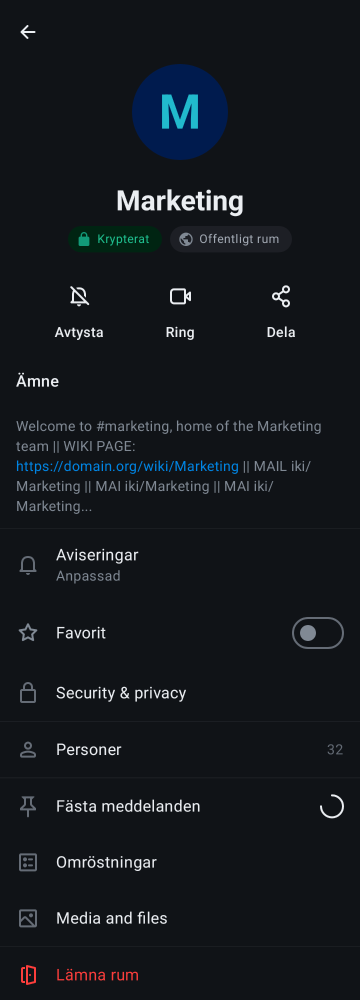 M
Marketing
Krypterat
Offentligt rum
Avtysta
Ring
Dela
Ämne
Welcome to #marketing, home of the Marketing
team || WIKI PAGE:
https://domain.org/wiki/Marketing || MAIL iki/
Marketing || MAI iki/Marketing || MAI iki/
Marketing...
Aviseringar
Anpassad
Favorit
Security & privacy
Personer 32
Fästa meddelanden
Omröstningar
Media and files
Lämna rum